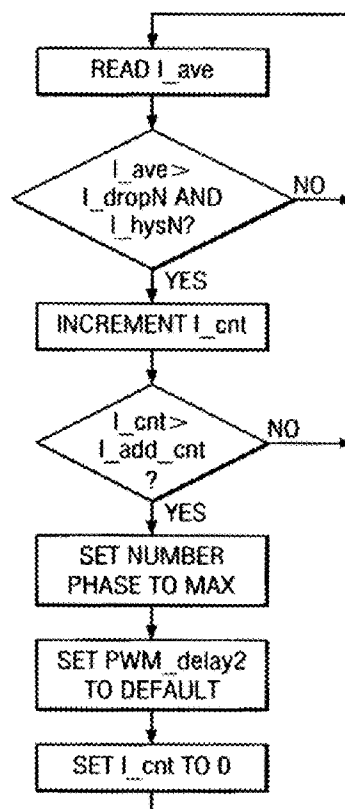 READ I_ave
I_ave>
I_dropN AND
I_hysN?
NO
YES
INCREMENT I_cnt
I_cnt>
I_add_cnt
?
NO
YES
SET NUMBER
PHASE TO MAX
SET PWM_delay2
TO DEFAULT
SET I_cnt TO 0